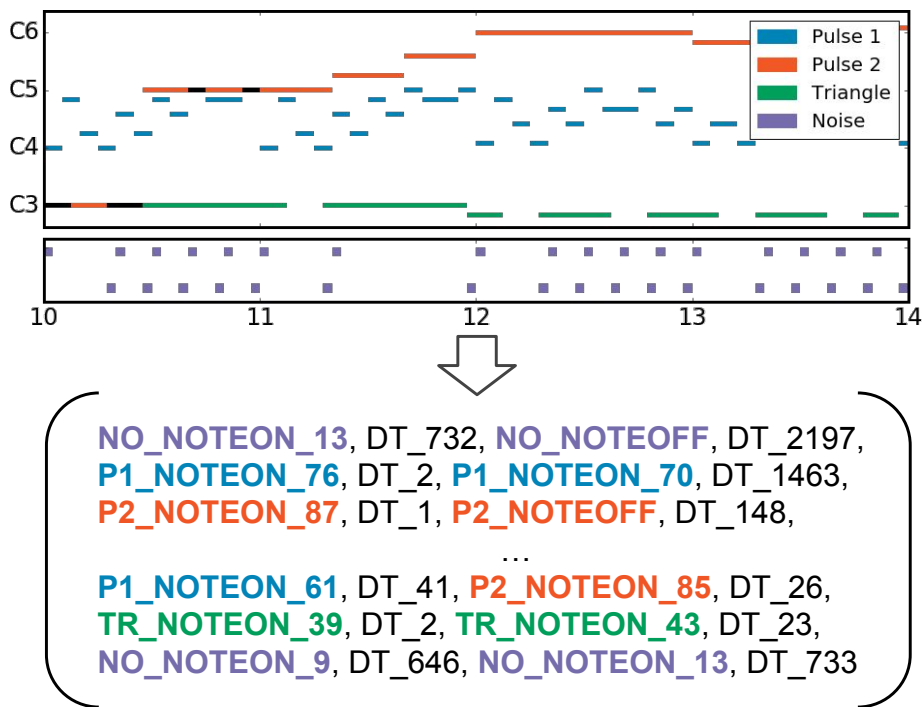 C6
C5
C4
C3
Pulse 1
Pulse 2
Triangle
Noise
10 11 12 13 14
NO_NOTEON_13, DT_732, NO_NOTEOFF, DT_2197,
P1_NOTEON_76, DT_2, P1_NOTEON_70, DT_1463,
P2_NOTEON_87, DT_1, P2_NOTEOFF, DT_148,
...
P1_NOTEON_61, DT_41, P2_NOTEON_85, DT_26,
TR_NOTEON_39, DT_2, TR_NOTEON_43, DT_23,
NO_NOTEON_9, DT_646, NO_NOTEON_13, DT_733